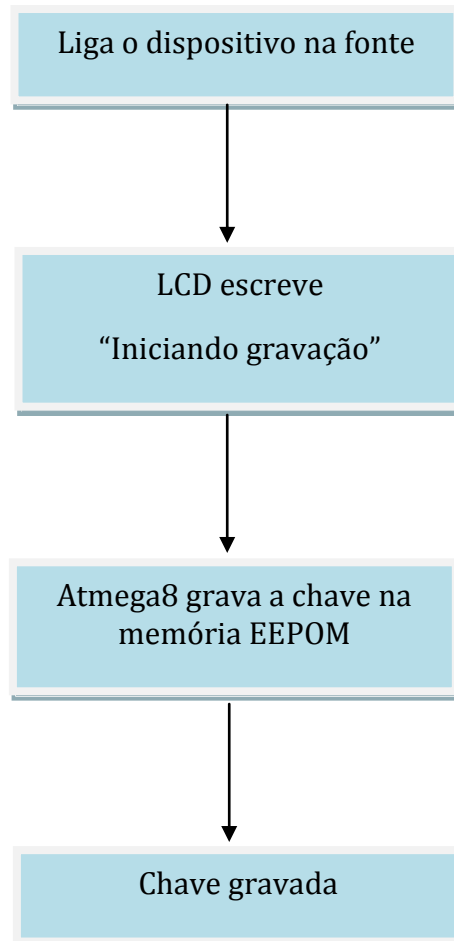 Liga o dispositivo na fonte
LCD escreve
“Iniciando gravação”
Atmega8 grava a chave na
memória EEPOM
Chave gravada